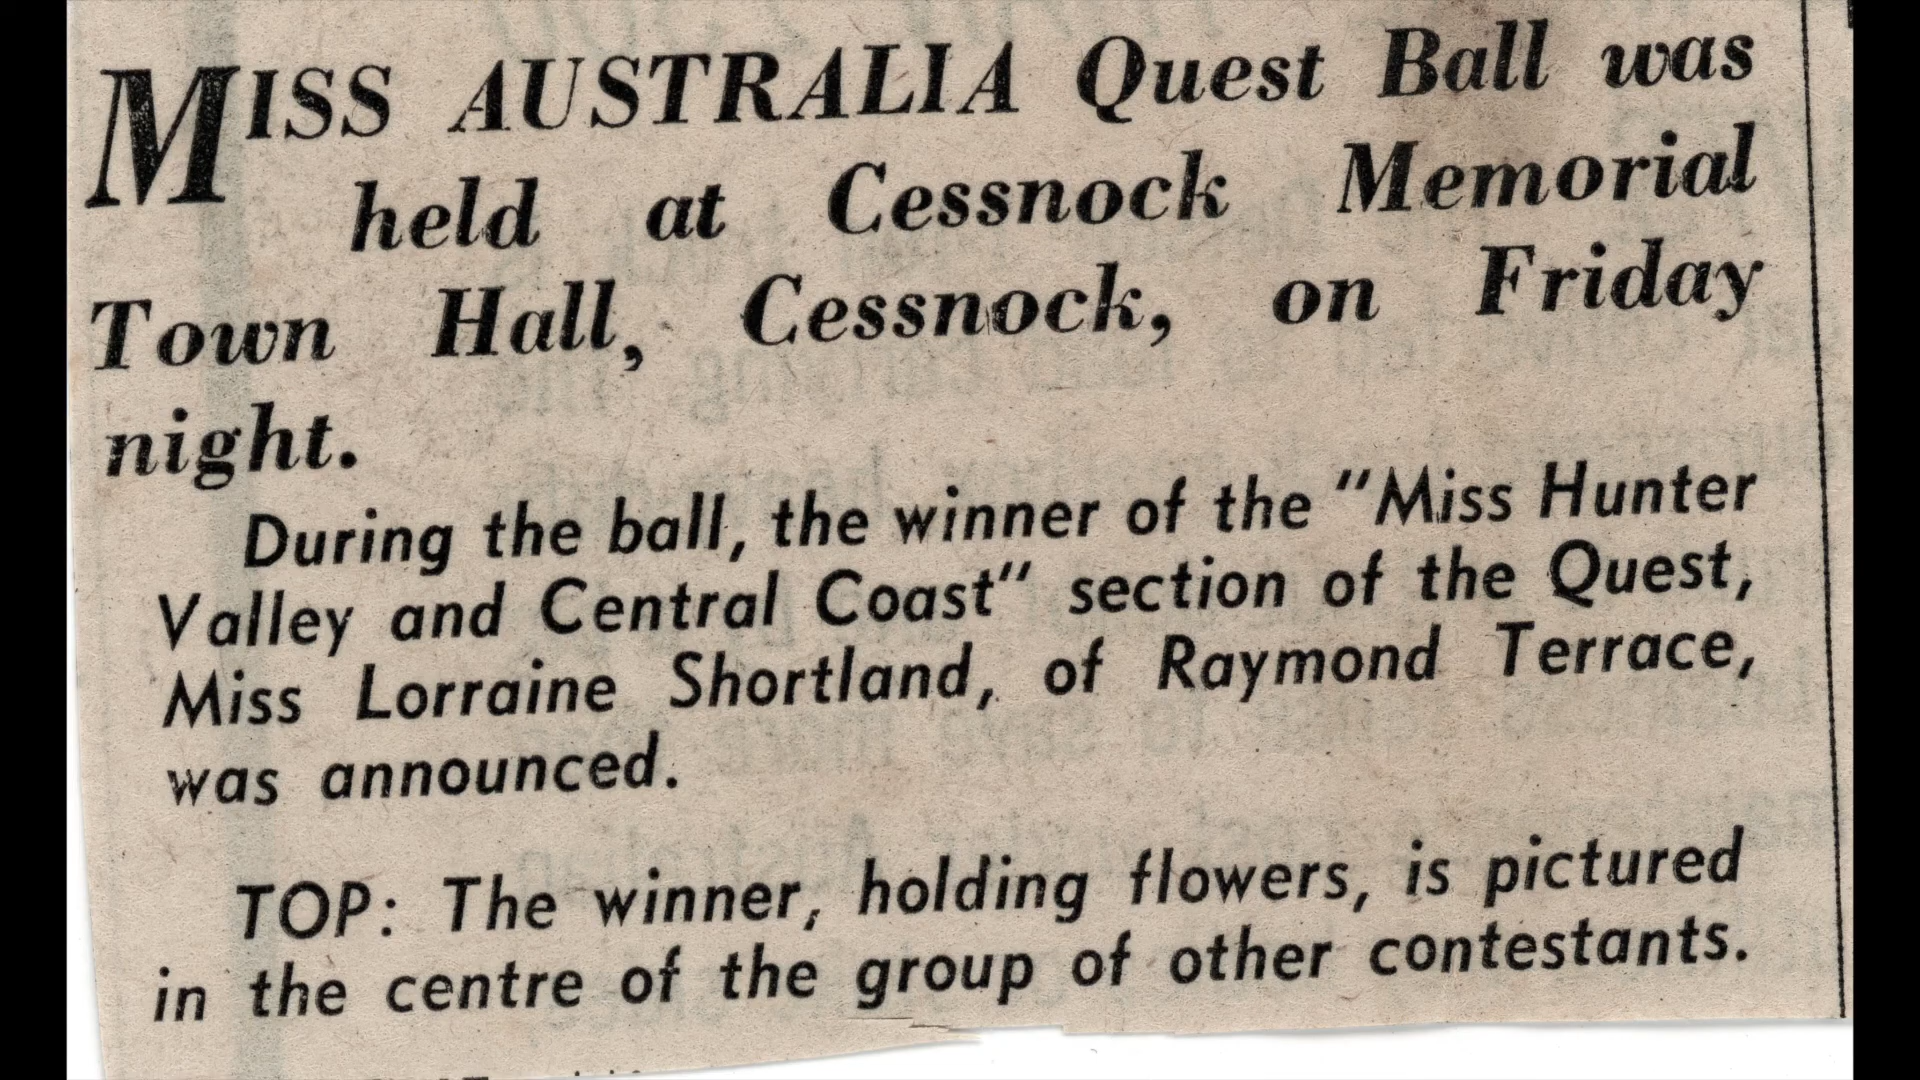 MISS AUSTRALIA Quest Ball was
held at Cessnock Memorial
Town Hall, Cessnock, on Friday
night.
During the ball, the winner of the "Miss Hunter
Valley and Central Coast" section of the Quest,
Miss Lorraine Shortland, of Raymond Terrace,
was announced.
TOP: The winner, holding flowers, is pictured
in the centre of the group of other contestants.